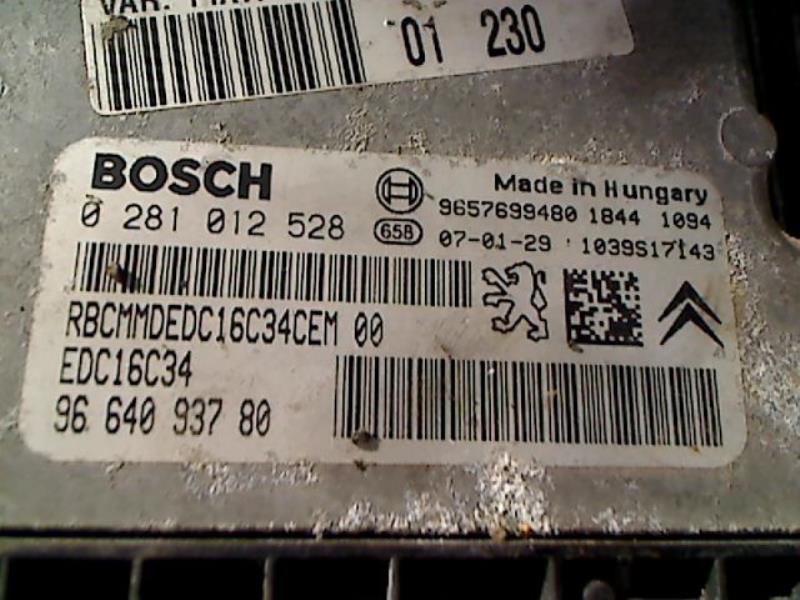 01 230
BOSCH
Made in Hungary
0 281 012 528
658
9657699480 1844 1094
07-01-29 1039S17143
RBCMMDEDC16C34CEM 00
EDC16C34
96 640 937 80